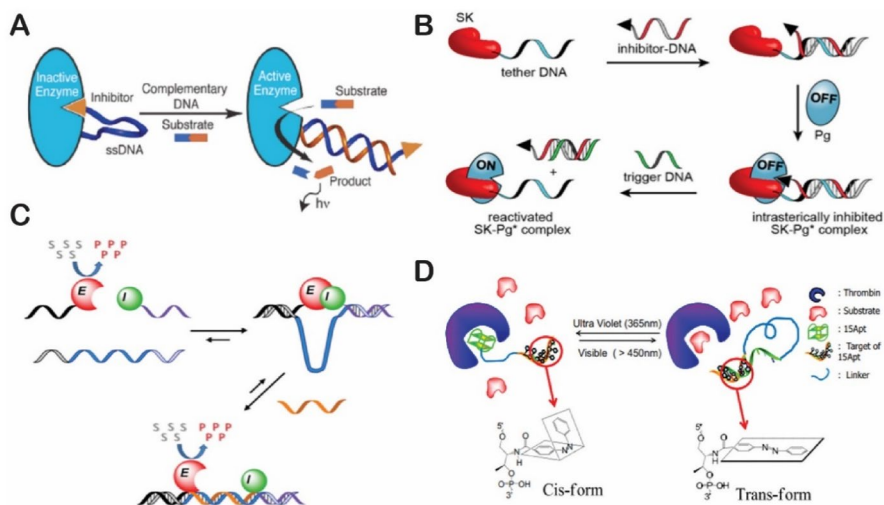 A
Inactive
Enzyme
Inhibitor
ssDNA
Complementary
DNA
Substrate
Active
Enzyme
Substrate
Product
hν
B
SK
tether DNA
inhibitor-DNA
OFF
Pg
OFF
intrasterically inhibited
SK-Pg* complex
trigger DNA
+
ON
reactivated
SK-Pg* complex
C
S S S
S S
P P P
P P
E
I
E
I
S S S
S S
P P P
P P
E
I
D
Ultra Violet (365nm)
Visible ( > 450nm)
: Thrombin
: Substrate
: 15Apt
: Target of
15Apt
: Linker
5'
O
O
N
H
N
N
O
O-P-OH
O
3'
Cis-form
5'
O
O
N
H
N
N
O
O-P-OH
O
3'
Trans-form